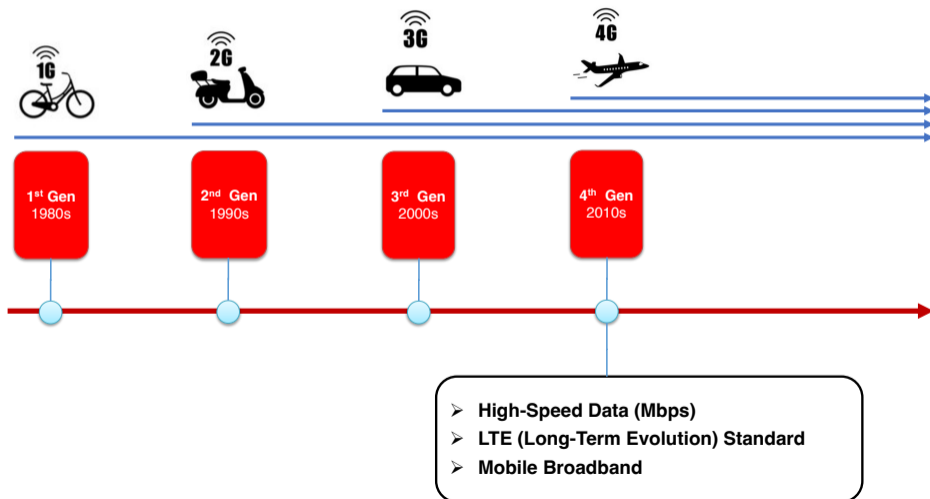 1G
2G
3G
4G
1st Gen
1980s
2nd Gen
1990s
3rd Gen
2000s
4th Gen
2010s
➢ High-Speed Data (Mbps)
➢ LTE (Long-Term Evolution) Standard
➢ Mobile Broadband